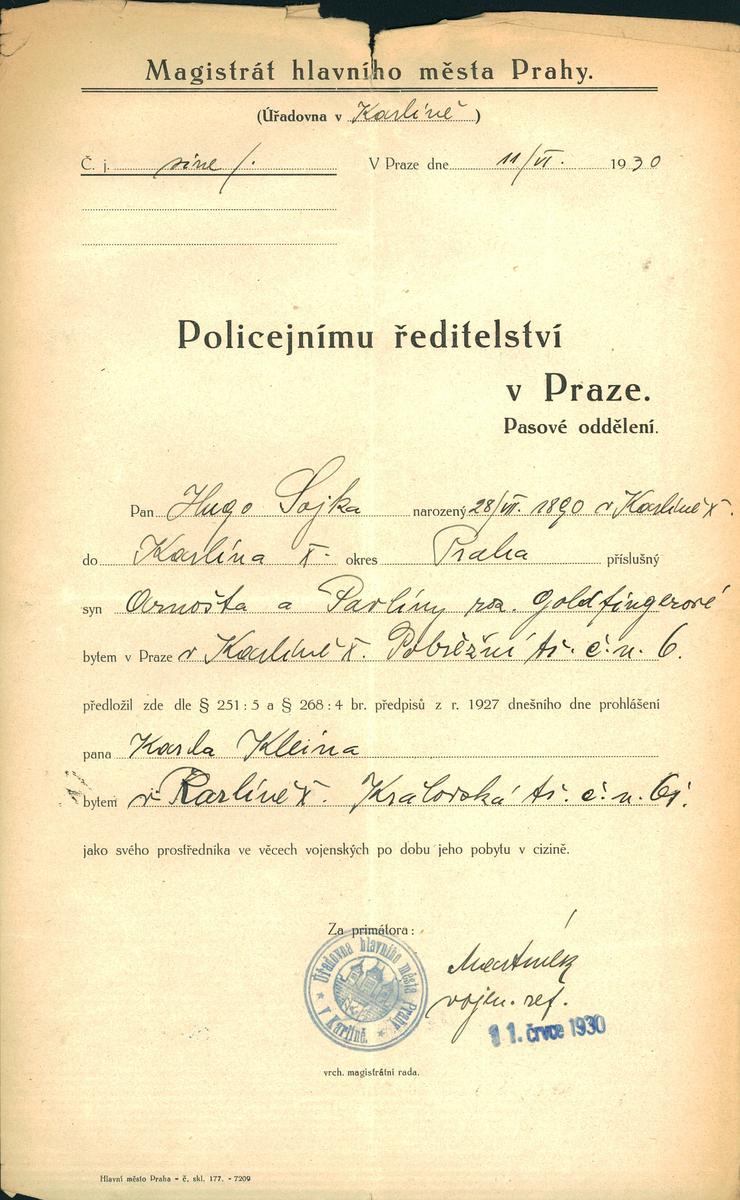 Magistrát hlavního města Prahy.
(Úřadovna v Karlíně)
Č. j. sine/. V Praze dne 11/VI. 1930
Policejnímu ředitelství
v Praze.
Pasové oddělení.
Pan Hugo Sojka narozený 28/VII. 1890 v Karlíně X.
do Karlína X. okres Praha příslušný
syn Arnošta a Pavlíny roz. Goldfingerové
bytem v Praze v Karlíně X. Pobřežní tř. č. n. 6.
předložil zde dle § 251 : 5 a § 268 : 4 br. předpisů z r. 1927 dnešního dne prohlášení
pana Karla Kleina
bytem v Karlíně X. Královská tř. č. n. 61.
jako svého prostředníka ve věcech vojenských po dobu jeho pobytu v cizině.
Za primátora :
Úřadovna hlavního města Prahy
v Karlíně.
vojen. ref.
11. črvce 1930
vrch. magistrátní rada.
Hlavní město Praha – č. skl. 177. - 7209